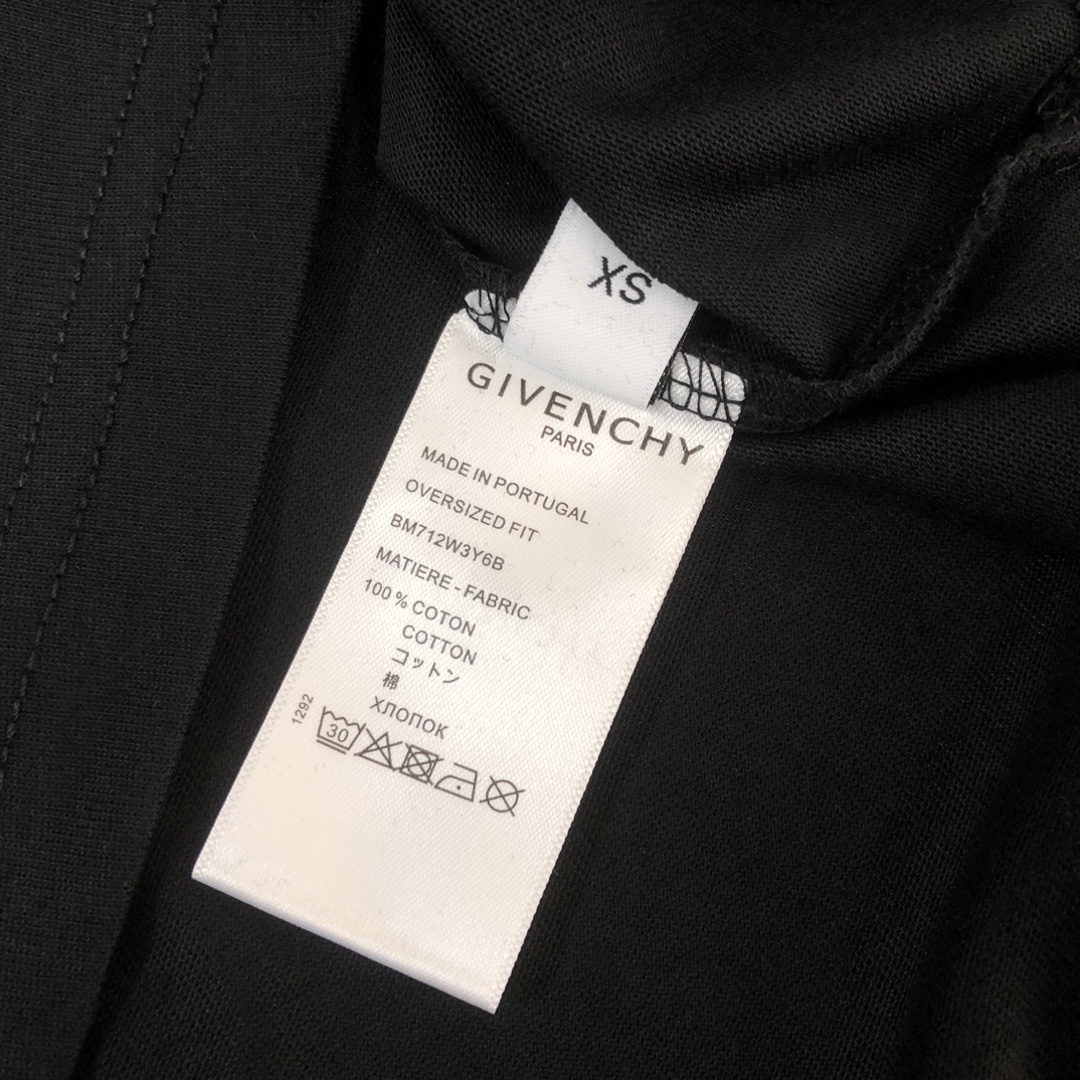 XS
GIVENCHY
PARIS
MADE IN PORTUGAL
OVERSIZED FIT
BM712W3Y6B
MATIERE - FABRIC
100 % COTON
COTTON
コットン
棉
ХЛОПОК
1292
30